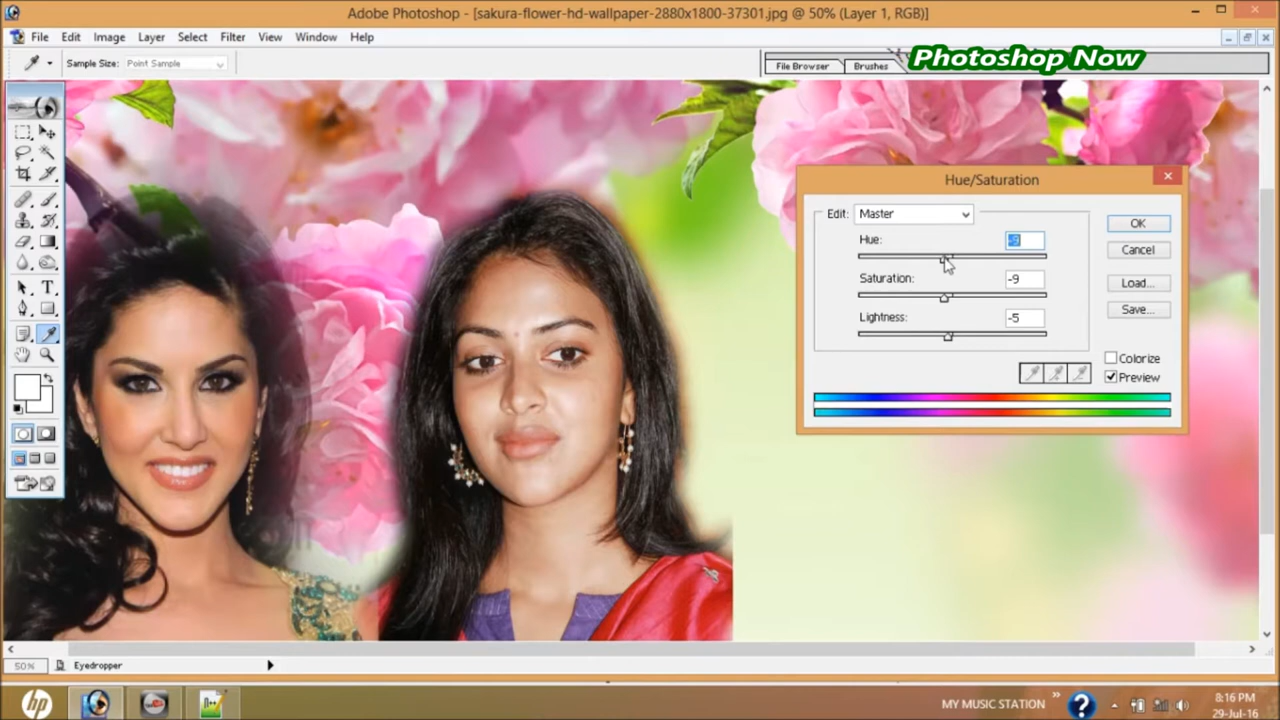 Adobe Photoshop - [sakura-flower-hd-wallpaper-2880x1800-37301.jpg @ 50% (Layer 1, RGB)]
File Edit Image Layer Select Filter View Window Help
Sample Size: Point Sample
File Browser Brushes
Photoshop Now
Hue/Saturation
Edit: Master
OK
Hue: -9
Cancel
Saturation: -9
Load...
Lightness: -5
Save...
Colorize
Preview
50% Eyedropper
hp
MY MUSIC STATION
8:16 PM
29-Jul-16